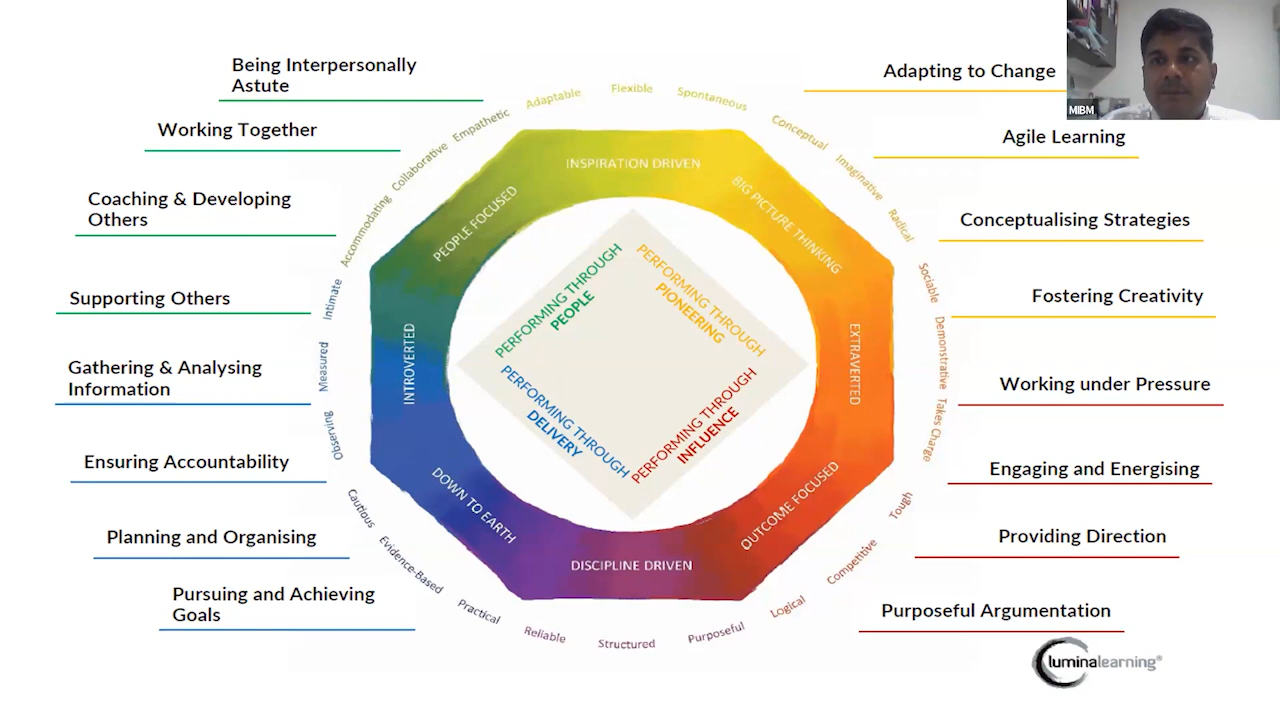 Being Interpersonally
Astute
Working Together
Coaching & Developing
Others
Supporting Others
Gathering & Analysing
Information
Ensuring Accountability
Planning and Organising
Pursuing and Achieving
Goals
Intimate
Accommodating
Collaborative
Empathetic
Adaptable
Flexible
Spontaneous
Conceptual
Imaginative
Radical
Sociable
Demonstrative
Takes Charge
Tough
Competitive
Logical
Purposeful
Structured
Reliable
Practical
Evidence-Based
Cautious
Observing
Measured
INSPIRATION DRIVEN
BIG PICTURE THINKING
EXTRAVERTED
OUTCOME FOCUSED
DISCIPLINE DRIVEN
DOWN TO EARTH
INTROVERTED
PEOPLE FOCUSED
PERFORMING THROUGH
PEOPLE
PERFORMING THROUGH
PIONEERING
PERFORMING THROUGH
DELIVERY
PERFORMING THROUGH
INFLUENCE
Adapting to Change
Agile Learning
Conceptualising Strategies
Fostering Creativity
Working under Pressure
Engaging and Energising
Providing Direction
Purposeful Argumentation
luminalearning®
MIBM